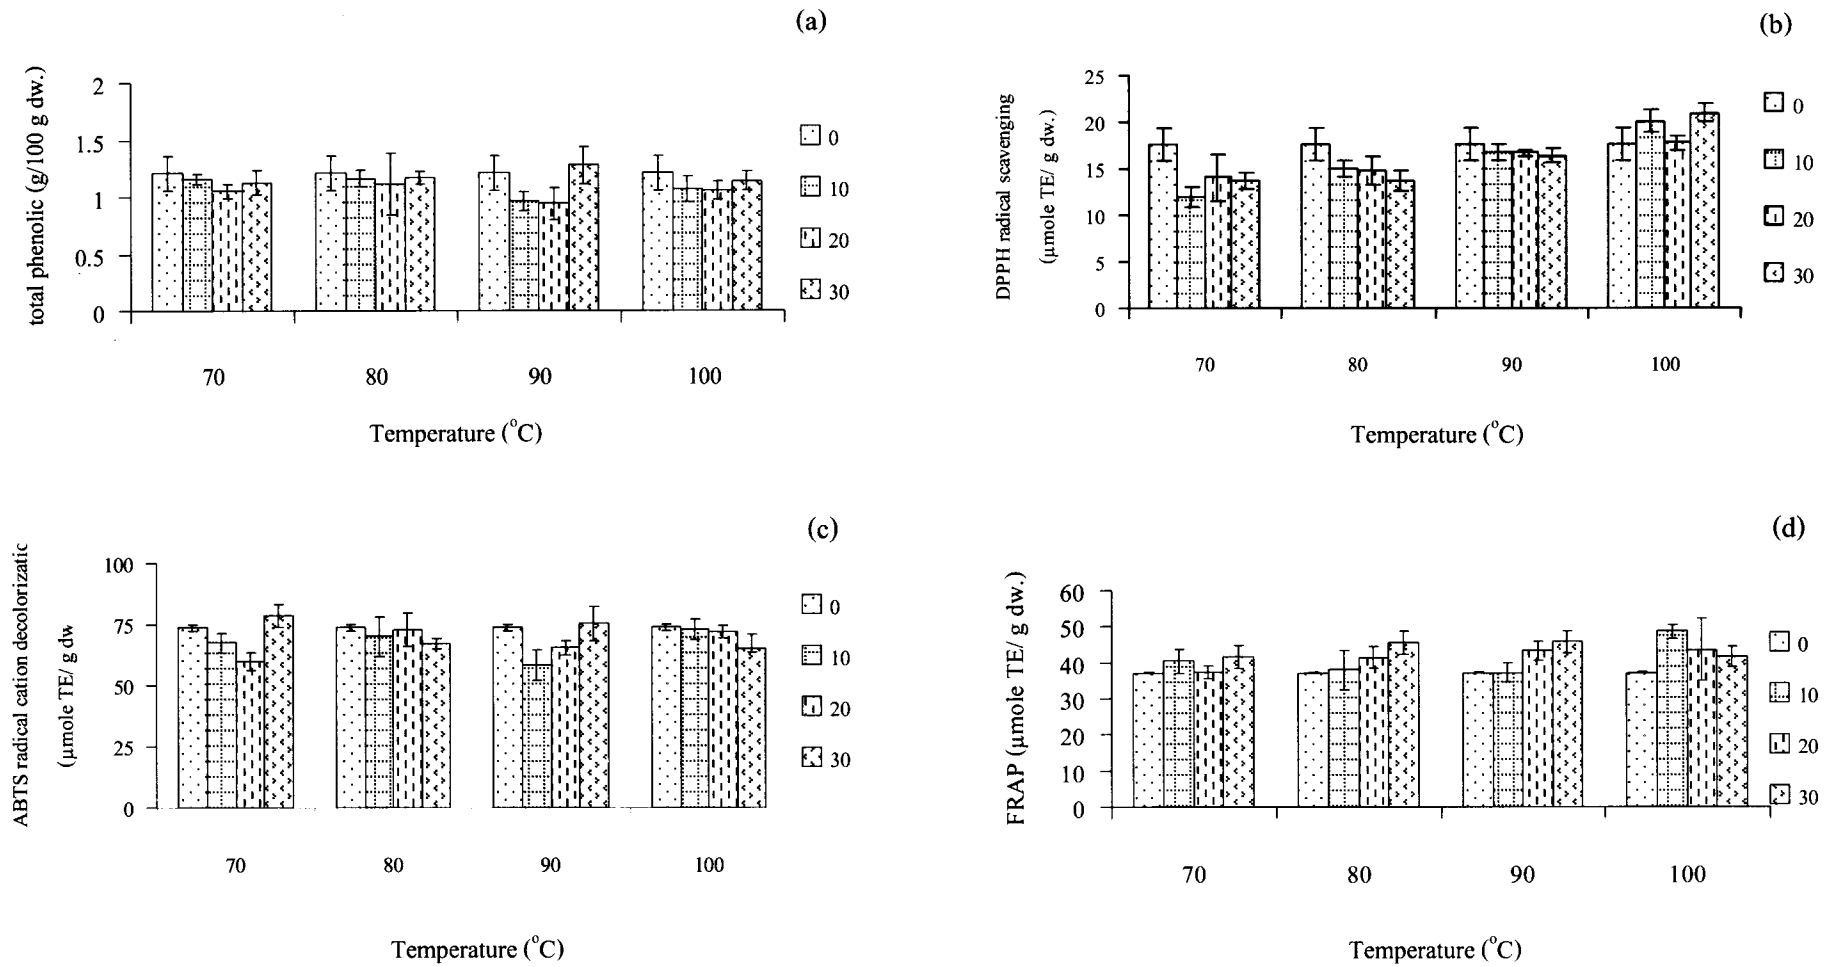 (a)
total phenolic (g/100 g dw.)
2
1.5
1
0.5
0
70 80 90 100
Temperature (°C)
0
10
20
30
(b)
DPPH radical scavenging
(µmole TE/ g dw.)
25
20
15
10
5
0
70 80 90 100
Temperature (°C)
0
10
20
30
(c)
ABTS radical cation decolorizatic
(µmole TE/ g dw
100
75
50
25
0
70 80 90 100
Temperature (°C)
0
10
20
30
(d)
FRAP (µmole TE/ g dw.)
60
50
40
30
20
10
0
70 80 90 100
Temperature (°C)
0
10
20
30